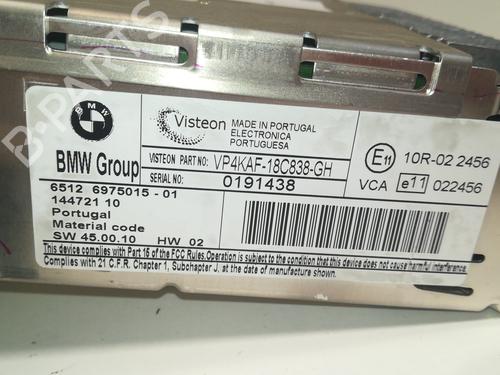 BMW
BMW Group
Visteon
MADE IN PORTUGAL
ELECTRONICA
PORTUGUESA
VISTEON PART NUMBER: VP4KAF-18C838-GH
SERIAL NUMBER: 0191438
E11 10R-02 2456
VCA e11 022456
6512 6975015 - 01
144721 10
Portugal
Material code
SW 45.00.10 HW 02
This device complies with Part 15 of the FCC Rules. Operation is subject to the condition that this device does not cause harmful interference.
Complies with 21 C.F.R. Chapter 1, Subchapter J, at the date of manufacture shown.
B-PARTS